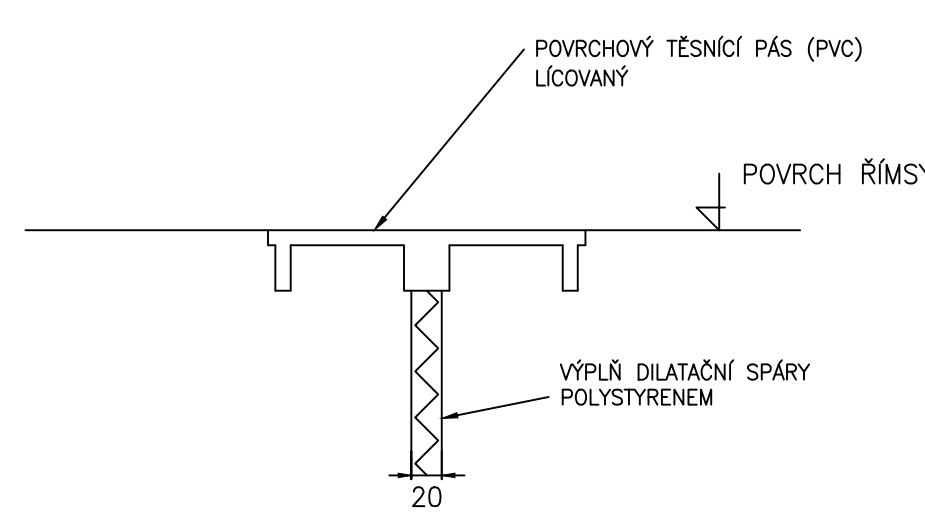 POVRCHOVÝ TĚSNÍCÍ PÁS (PVC)
LÍCOVANÝ
POVRCH ŘÍMSY
VÝPLŇ DILATAČNÍ SPÁRY
POLYSTYRENEM
20